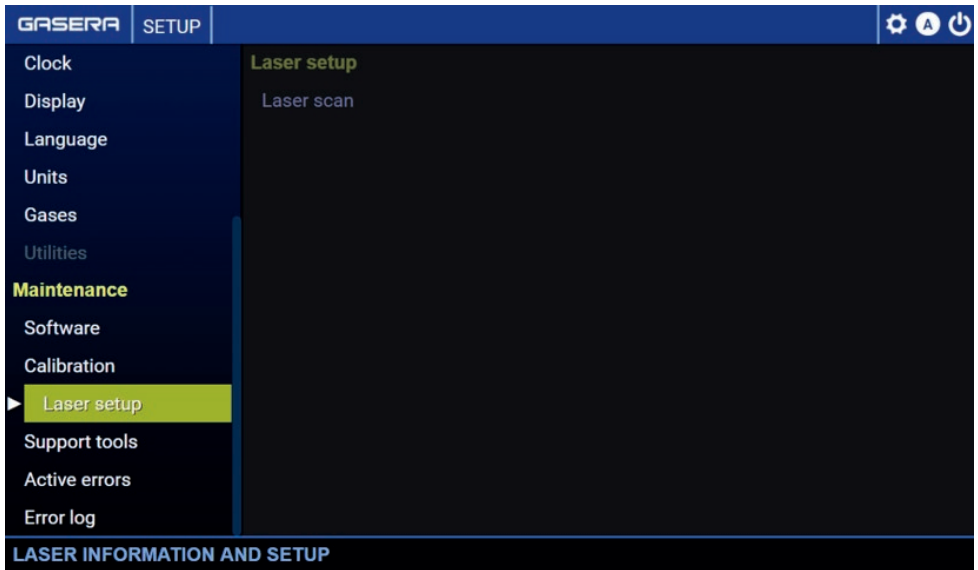 GASERA SETUP A
Clock
Display
Language
Units
Gases
Utilities
Maintenance
Software
Calibration
Laser setup
Support tools
Active errors
Error log
Laser setup
Laser scan
LASER INFORMATION AND SETUP